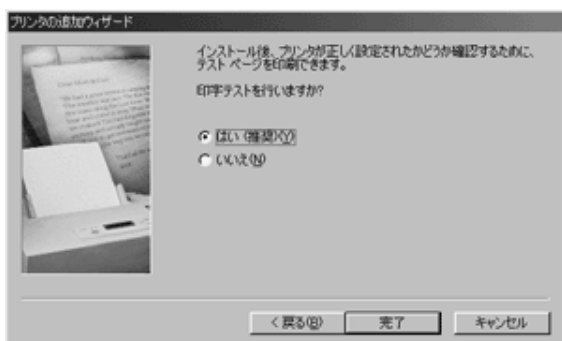 プリンタの追加ウィザード
インストール後、プリンタが正しく設定されたかどうか確認するために、
テスト ページを印刷できます。
印字テストを行いますか?
はい (推奨)(Y)
いいえ(N)
< 戻る(B)
完了
キャンセル